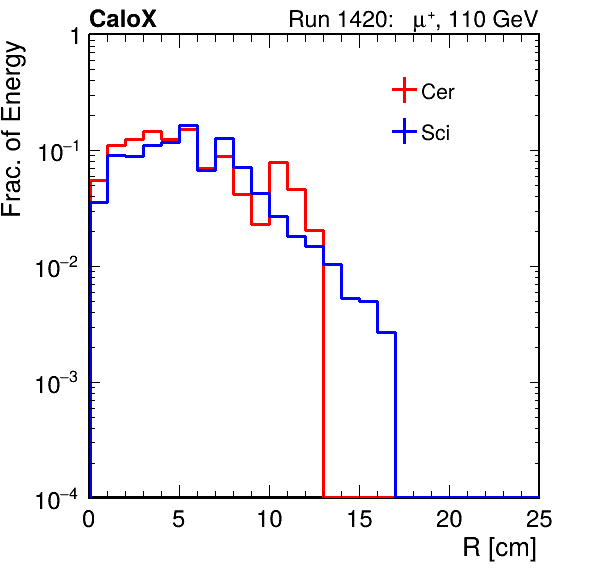 CaloX Run 1420: μ⁺, 110 GeV
Frac. of Energy
1
10⁻¹
10⁻²
10⁻³
10⁻⁴
Cer
Sci
0 5 10 15 20 25
R [cm]